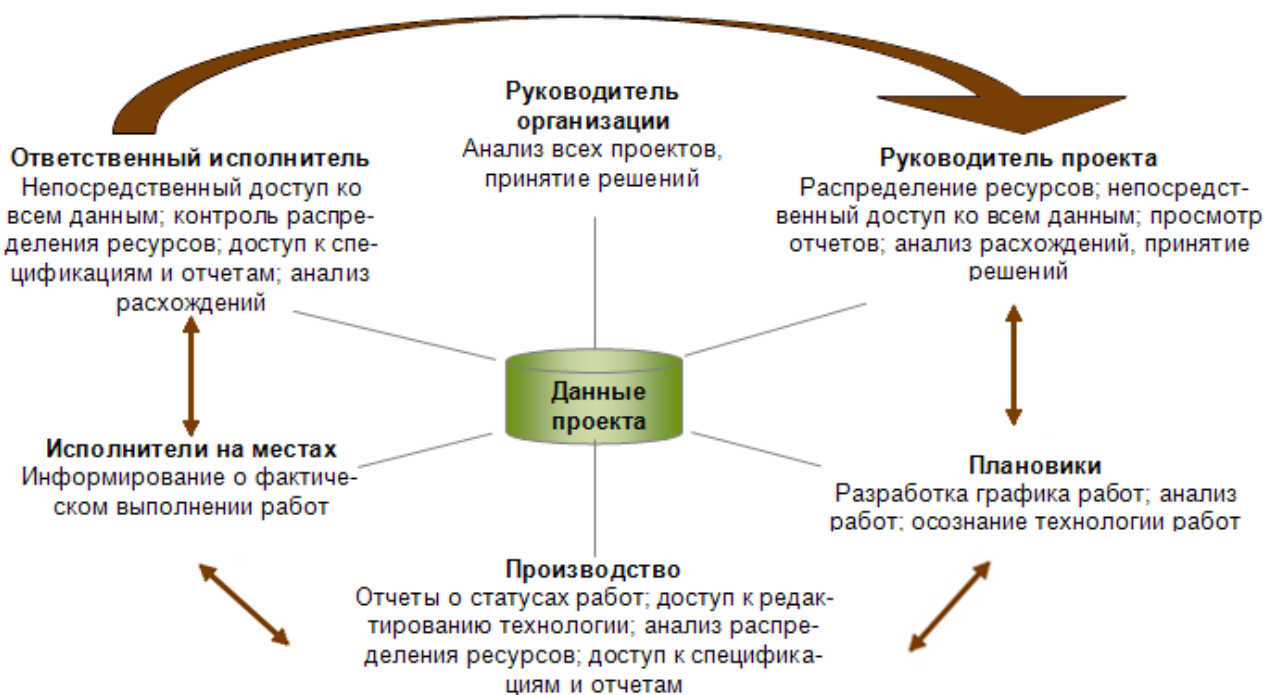 Руководитель
организации
Анализ всех проектов,
принятие решений
Ответственный исполнитель
Непосредственный доступ ко
всем данным; контроль распре-
деления ресурсов; доступ к спе-
цификациям и отчетам; анализ
расхождений
Руководитель проекта
Распределение ресурсов; непосредст-
венный доступ ко всем данным; просмотр
отчетов; анализ расхождений, принятие
решений
Данные
проекта
Исполнители на местах
Информирование о фактиче-
ском выполнении работ
Плановики
Разработка графика работ; анализ
работ; осознание технологии работ
Производство
Отчеты о статусах работ; доступ к редак-
тированию технологии; анализ распре-
деления ресурсов; доступ к специфика-
циям и отчетам